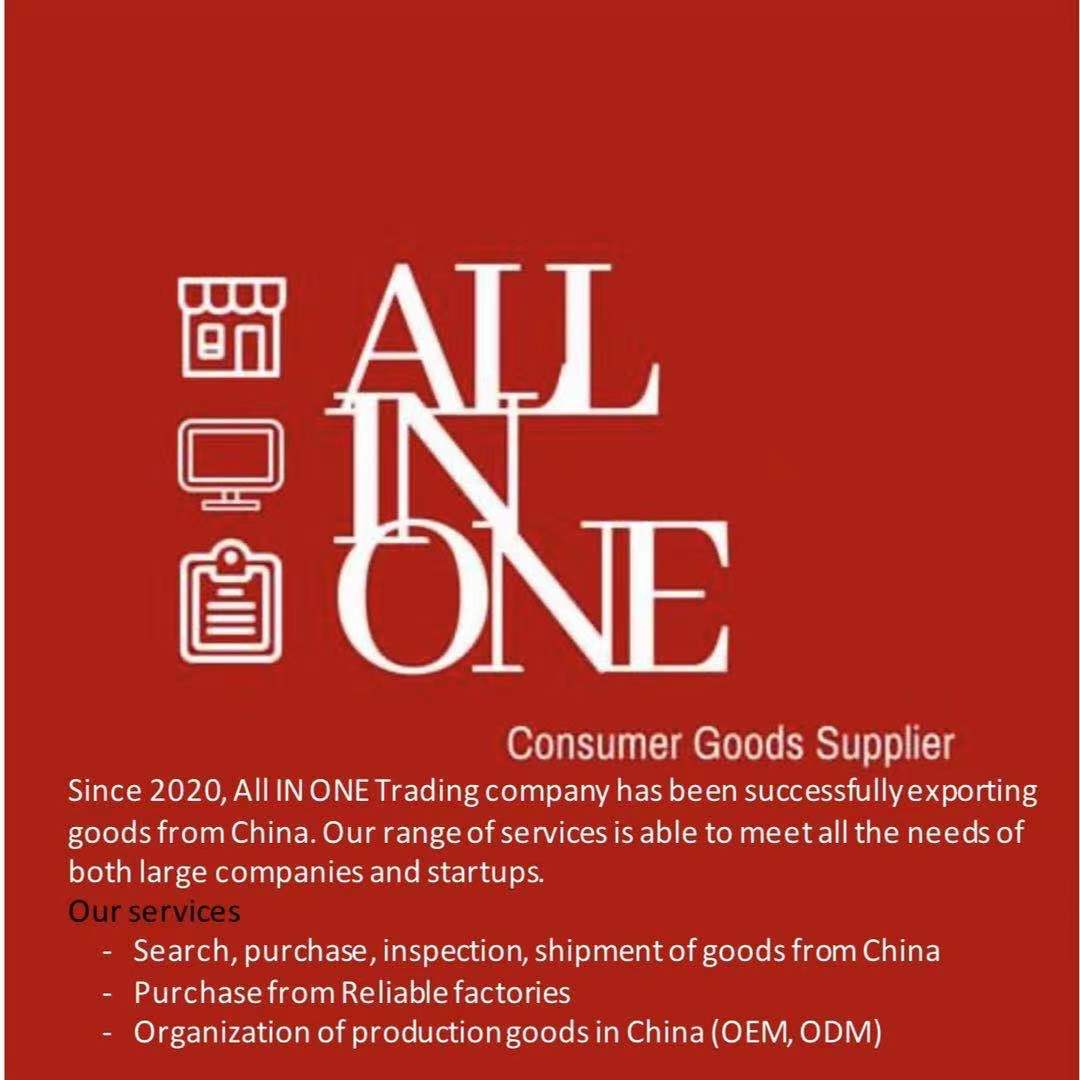 ALL
IN
ONE
Consumer Goods Supplier
Since 2020, All IN ONE Trading company has been successfully exporting
goods from China. Our range of services is able to meet all the needs of
both large companies and startups.
Our services
- Search, purchase, inspection, shipment of goods from China
- Purchase from Reliable factories
- Organization of production goods in China (OEM, ODM)